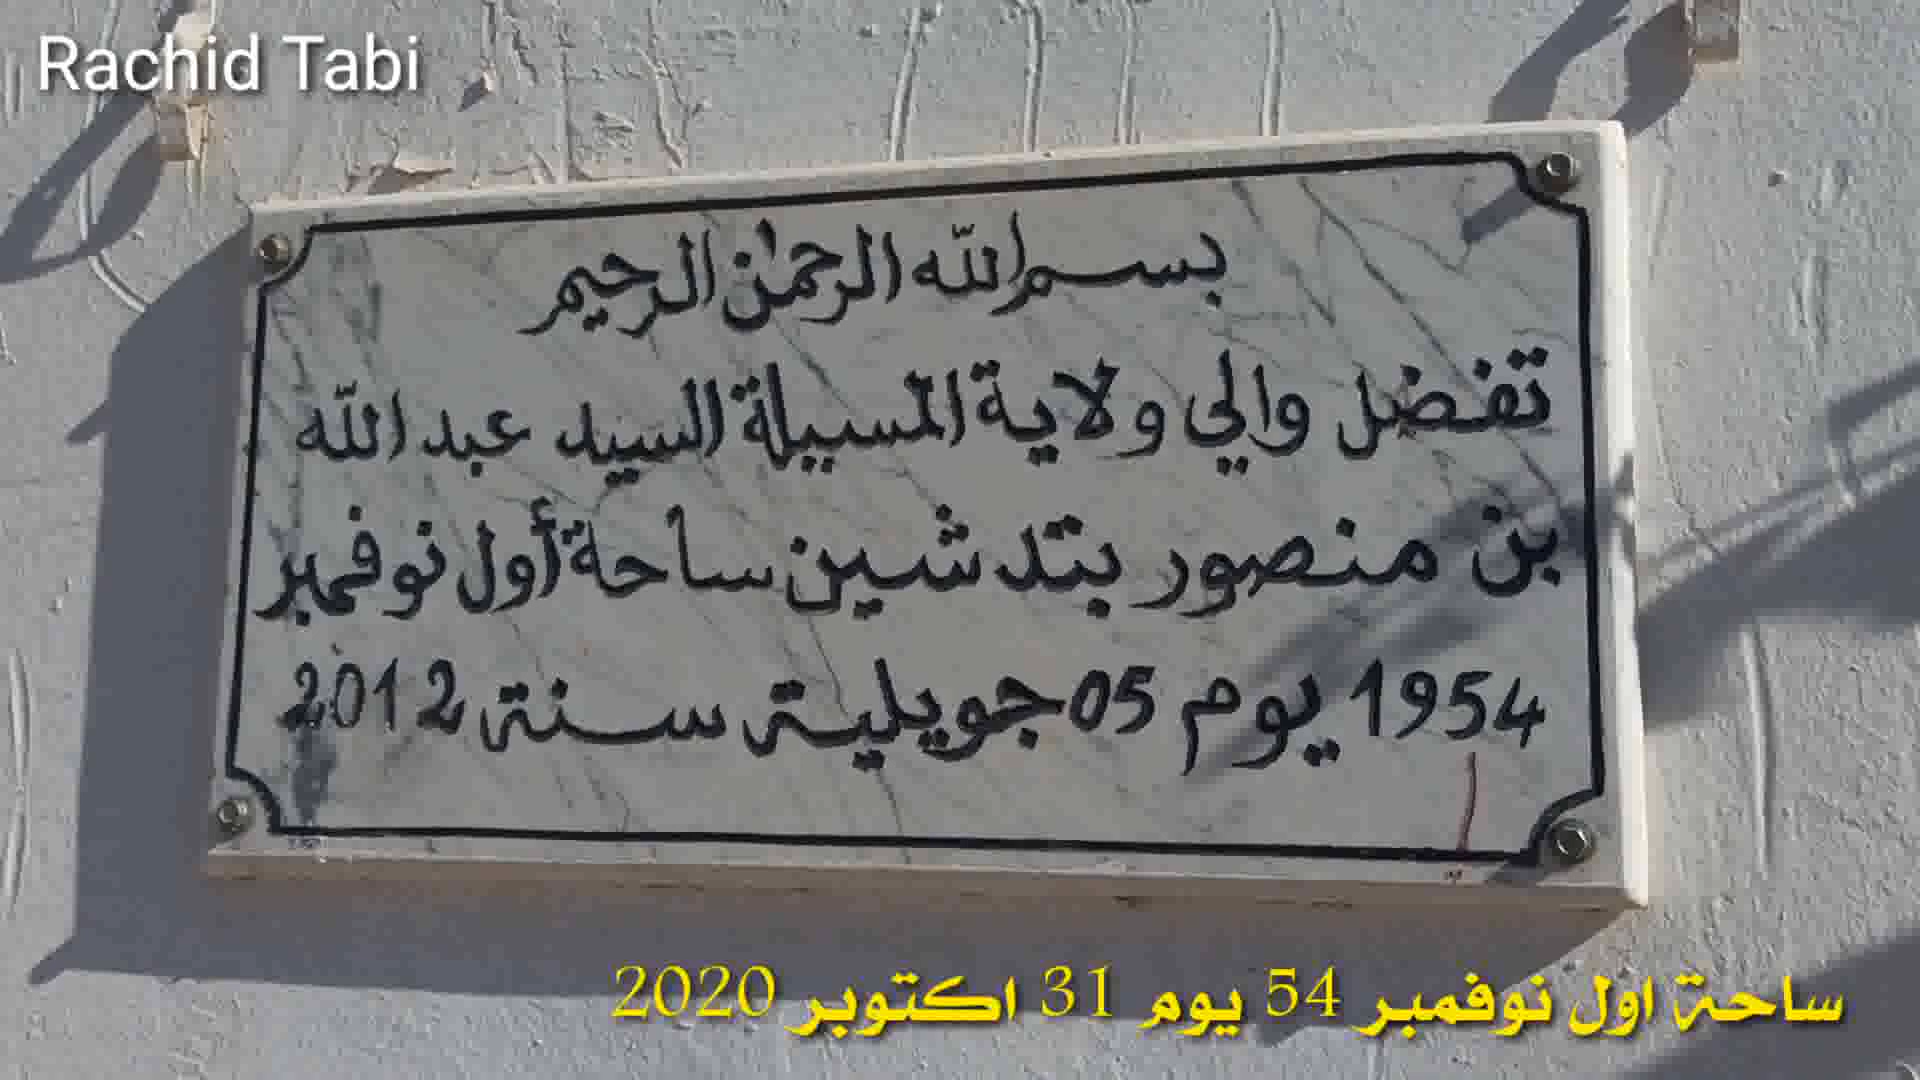 Rachid Tabi
بسم الله الرحمن الرحيم
تفضل والي ولاية المسيلة السيد عبد الله
بن منصور بتدشين ساحة أول نوفمبر
1954 يوم 05 جويلية سنة 2012
ساحة اول نوفمبر 54 يوم 31 اكتوبر 2020